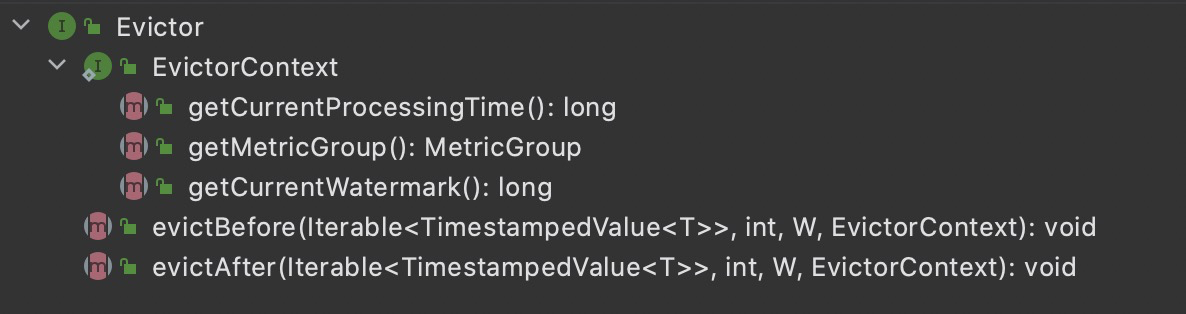 Evictor
EvictorContext
getCurrentProcessingTime(): long
getMetricGroup(): MetricGroup
getCurrentWatermark(): long
evictBefore(Iterable<TimestampedValue<T>>, int, W, EvictorContext): void
evictAfter(Iterable<TimestampedValue<T>>, int, W, EvictorContext): void